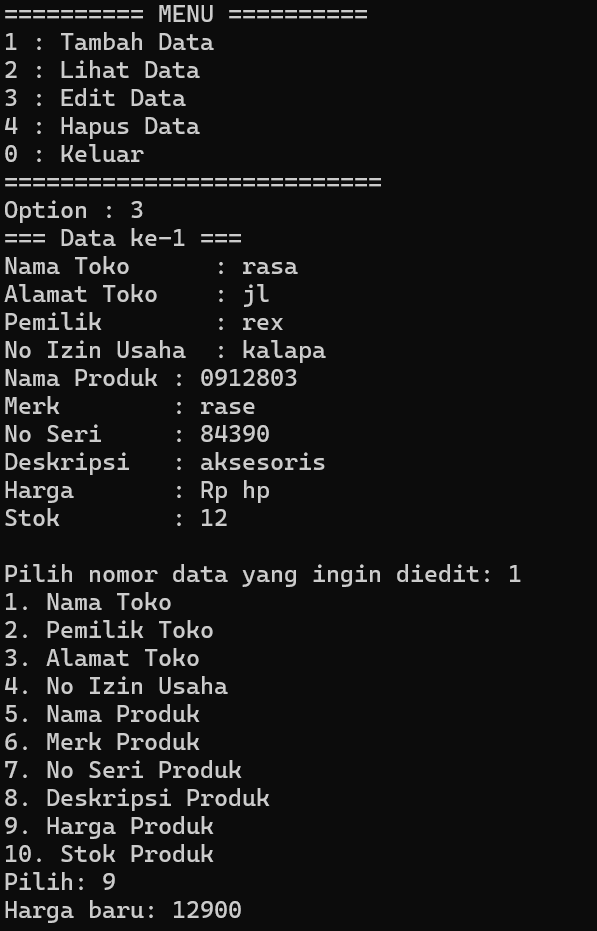 ========== MENU ==========
1 : Tambah Data
2 : Lihat Data
3 : Edit Data
4 : Hapus Data
0 : Keluar
===========================
Option : 3
=== Data ke-1 ===
Nama Toko      : rasa
Alamat Toko    : jl
Pemilik        : rex
No Izin Usaha  : kalapa
Nama Produk : 0912803
Merk        : rase
No Seri     : 84390
Deskripsi   : aksesoris
Harga       : Rp hp
Stok        : 12

Pilih nomor data yang ingin diedit: 1
1. Nama Toko
2. Pemilik Toko
3. Alamat Toko
4. No Izin Usaha
5. Nama Produk
6. Merk Produk
7. No Seri Produk
8. Deskripsi Produk
9. Harga Produk
10. Stok Produk
Pilih: 9
Harga baru: 12900